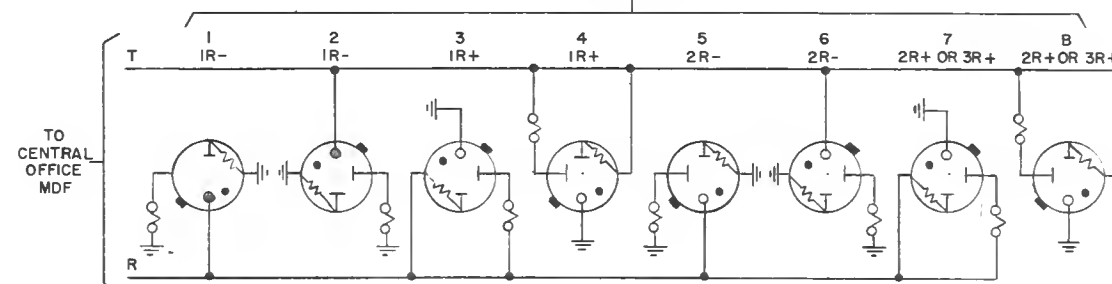 1 2 3 4 5 6 7 8
1R- 1R- 1R+ 1R+ 2R- 2R- 2R+ OR 3R+ 2R+ OR 3R+
T
TO
CENTRAL
OFFICE
MDF
R